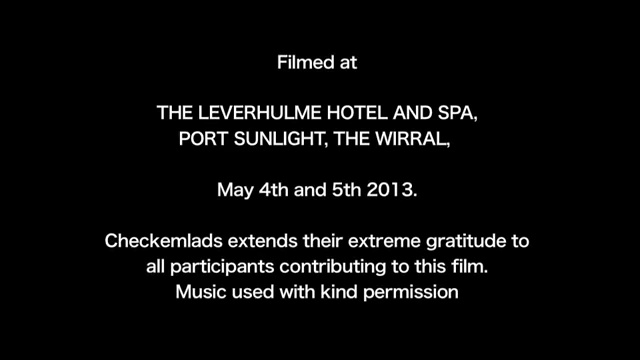 Filmed at
THE LEVERHULME HOTEL AND SPA,
PORT SUNLIGHT, THE WIRRAL,
May 4th and 5th 2013.
Checkemlads extends their extreme gratitude to
all participants contributing to this film.
Music used with kind permission